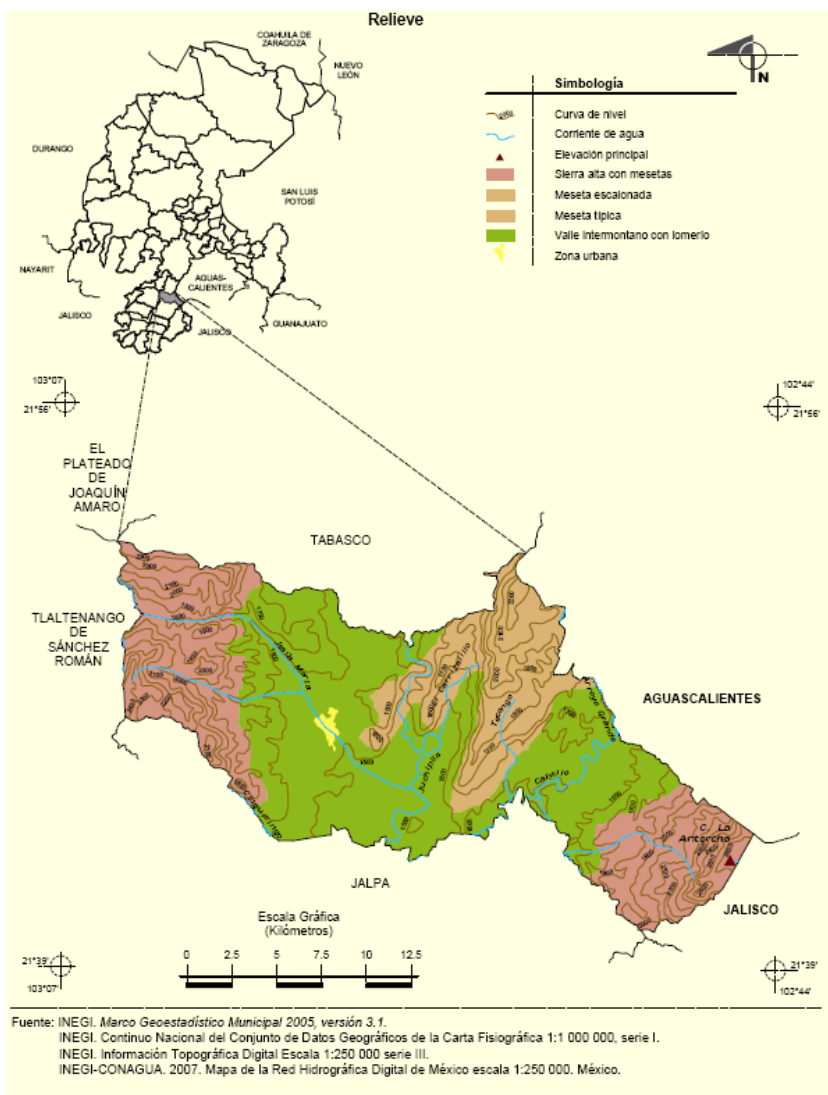 Relieve
COAHUILA DE
ZARAGOZA
NUEVO
LEÓN
DURANGO
SAN LUIS
POTOSÍ
NAYARIT
AGUAS-
CALIENTES
JALISCO
JALISCO
GUANAJUATO
N
Simbología
Curva de nivel
Corriente de agua
Elevación principal
Sierra alta con mesetas
Meseta escalonada
Meseta típica
Valle intermontano con lomerío
Zona urbana
103°07'
21°56'
102°44'
21°56'
EL
PLATEADO
DE
JOAQUÍN
AMARO
TABASCO
TLALTENANGO
DE
SÁNCHEZ
ROMÁN
AGUASCALIENTES
Jesús María
Carrizalillo
Juchipila
Arroyo Grande
C. La
Antorcha
JALPA
JALISCO
Escala Gráfica
(Kilómetros)
0 2.5 5 7.5 10 12.5
21°39'
103°07'
21°39'
102°44'
Fuente: INEGI. Marco Geoestadístico Municipal 2005, versión 3.1.
INEGI. Continuo Nacional del Conjunto de Datos Geográficos de la Carta Fisiográfica 1:1 000 000, serie I.
INEGI. Información Topográfica Digital Escala 1:250 000 serie III.
INEGI-CONAGUA. 2007. Mapa de la Red Hidrográfica Digital de México escala 1:250 000. México.